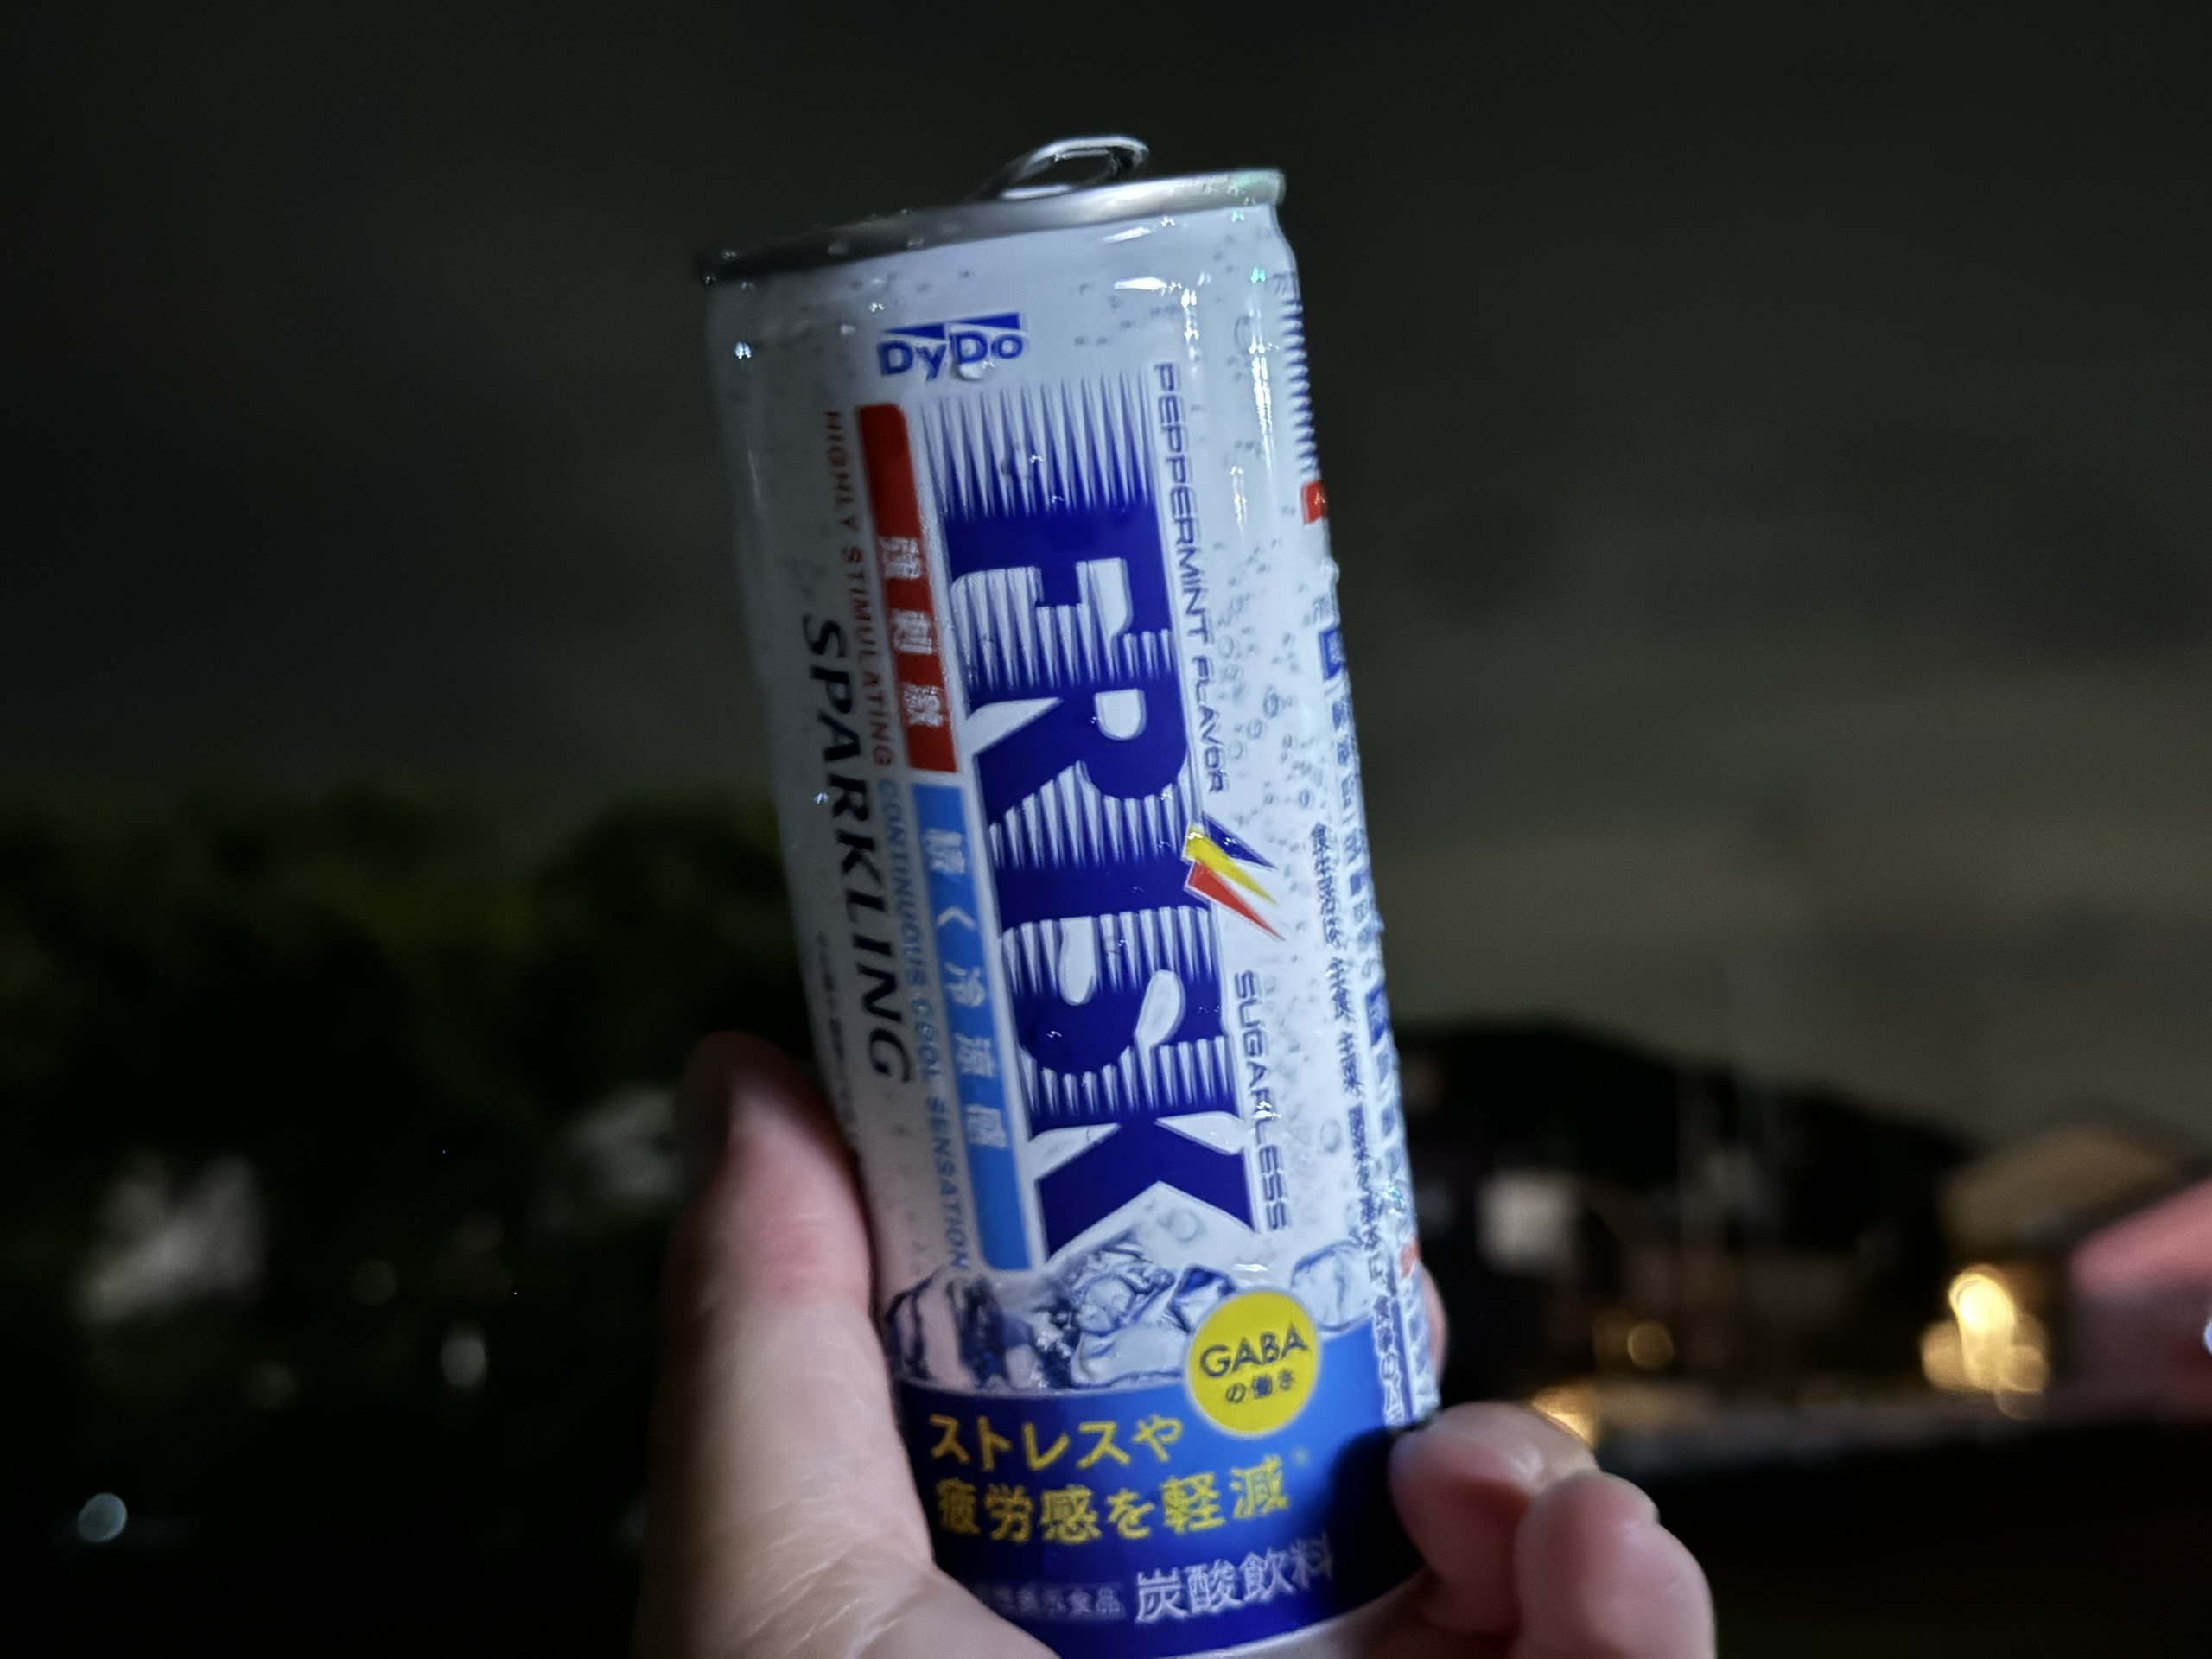 DyDo
PEPPERMINT FLAVOR
SUGARLESS
FRISK
強刺激
続く冷涼感
HIGHLY STIMULATING
CONTINUOUS COOL SENSATION
SPARKLING
GABA
の働き
ストレスや
疲労感を軽減
炭酸飲料